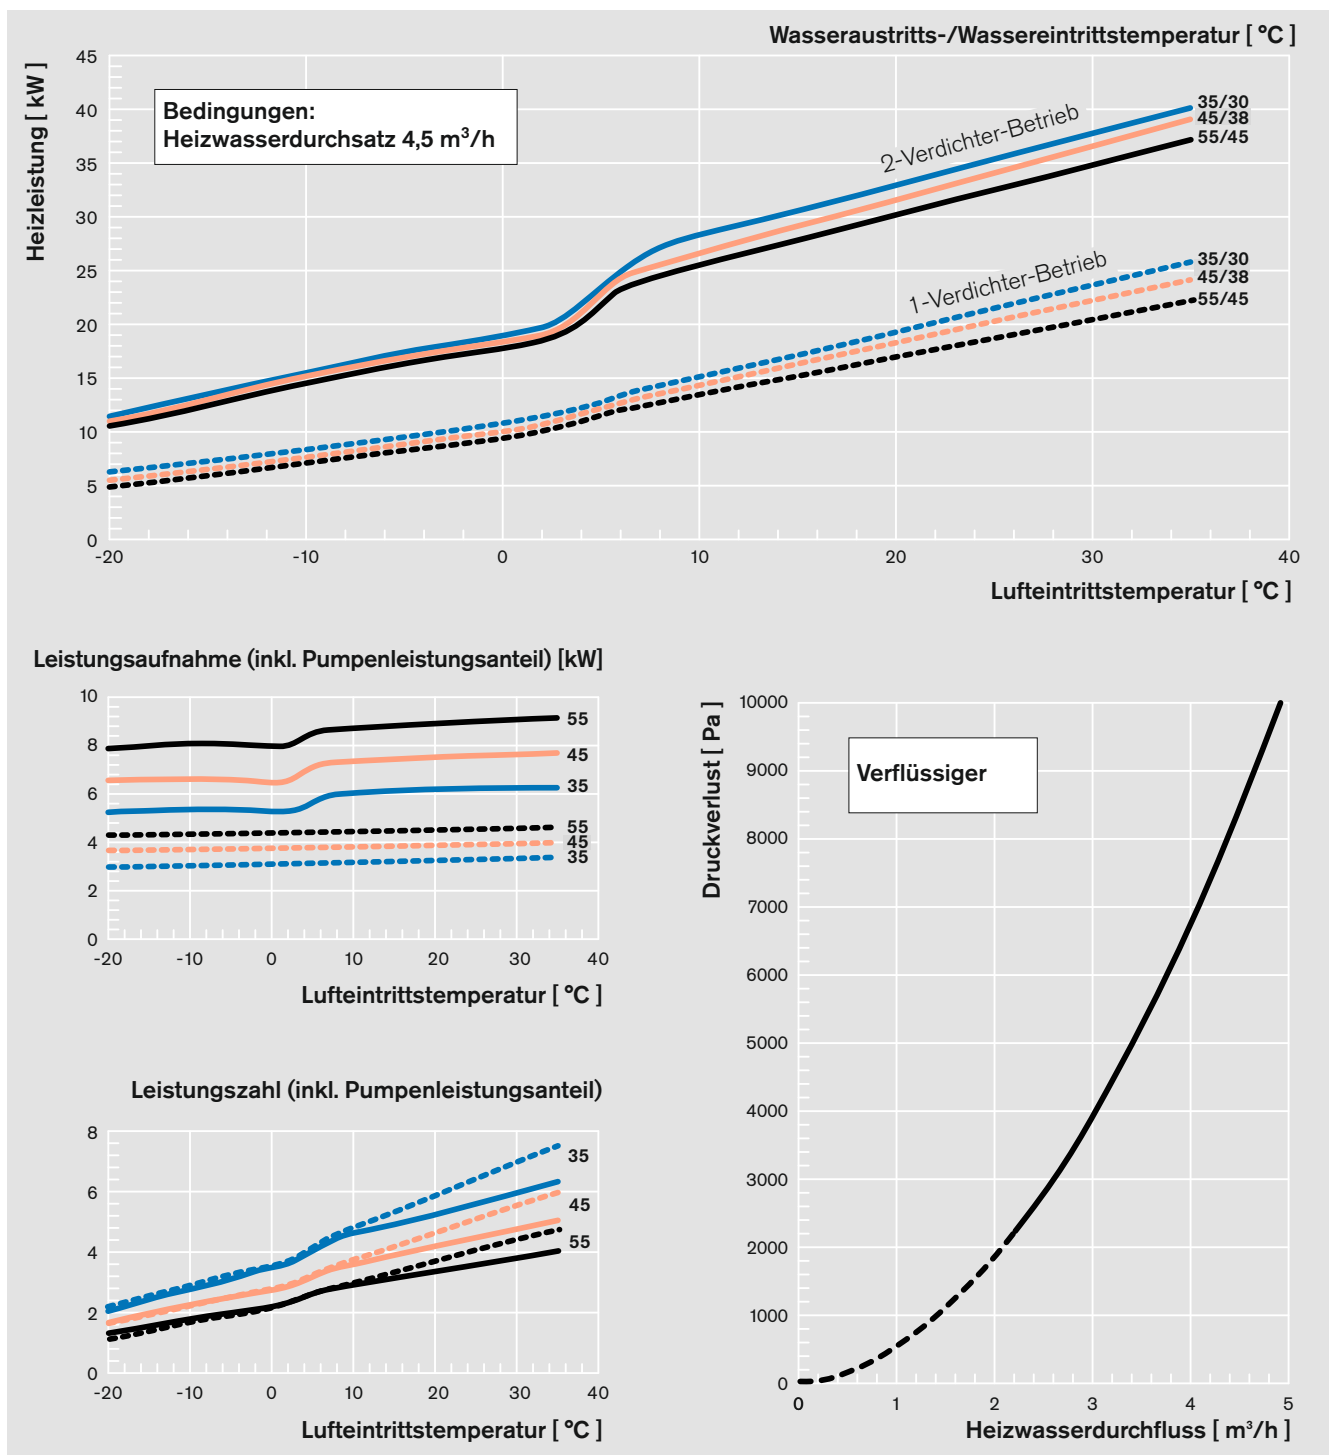 Wasseraustritts-/Wassereintrittstemperatur [ °C ]
Heizleistung [ kW ]
45
40
35
30
25
20
15
10
5
0
Bedingungen:
Heizwasserdurchsatz 4,5 m³/h
2-Verdichter-Betrieb
35/30
45/38
55/45
1-Verdichter-Betrieb
35/30
45/38
55/45
-20 -10 0 10 20 30 40
Lufteintrittstemperatur [ °C ]
Leistungsaufnahme (inkl. Pumpenleistungsanteil) [kW]
10
8
6
4
2
0
55
45
35
55
45
35
-20 -10 0 10 20 30 40
Lufteintrittstemperatur [ °C ]
Leistungszahl (inkl. Pumpenleistungsanteil)
8
6
4
2
0
35
45
55
-20 -10 0 10 20 30 40
Lufteintrittstemperatur [ °C ]
Druckverlust [ Pa ]
10000
9000
8000
7000
6000
5000
4000
3000
2000
1000
0
Verflüssiger
0 1 2 3 4 5
Heizwasserdurchfluss [ m³/h ]